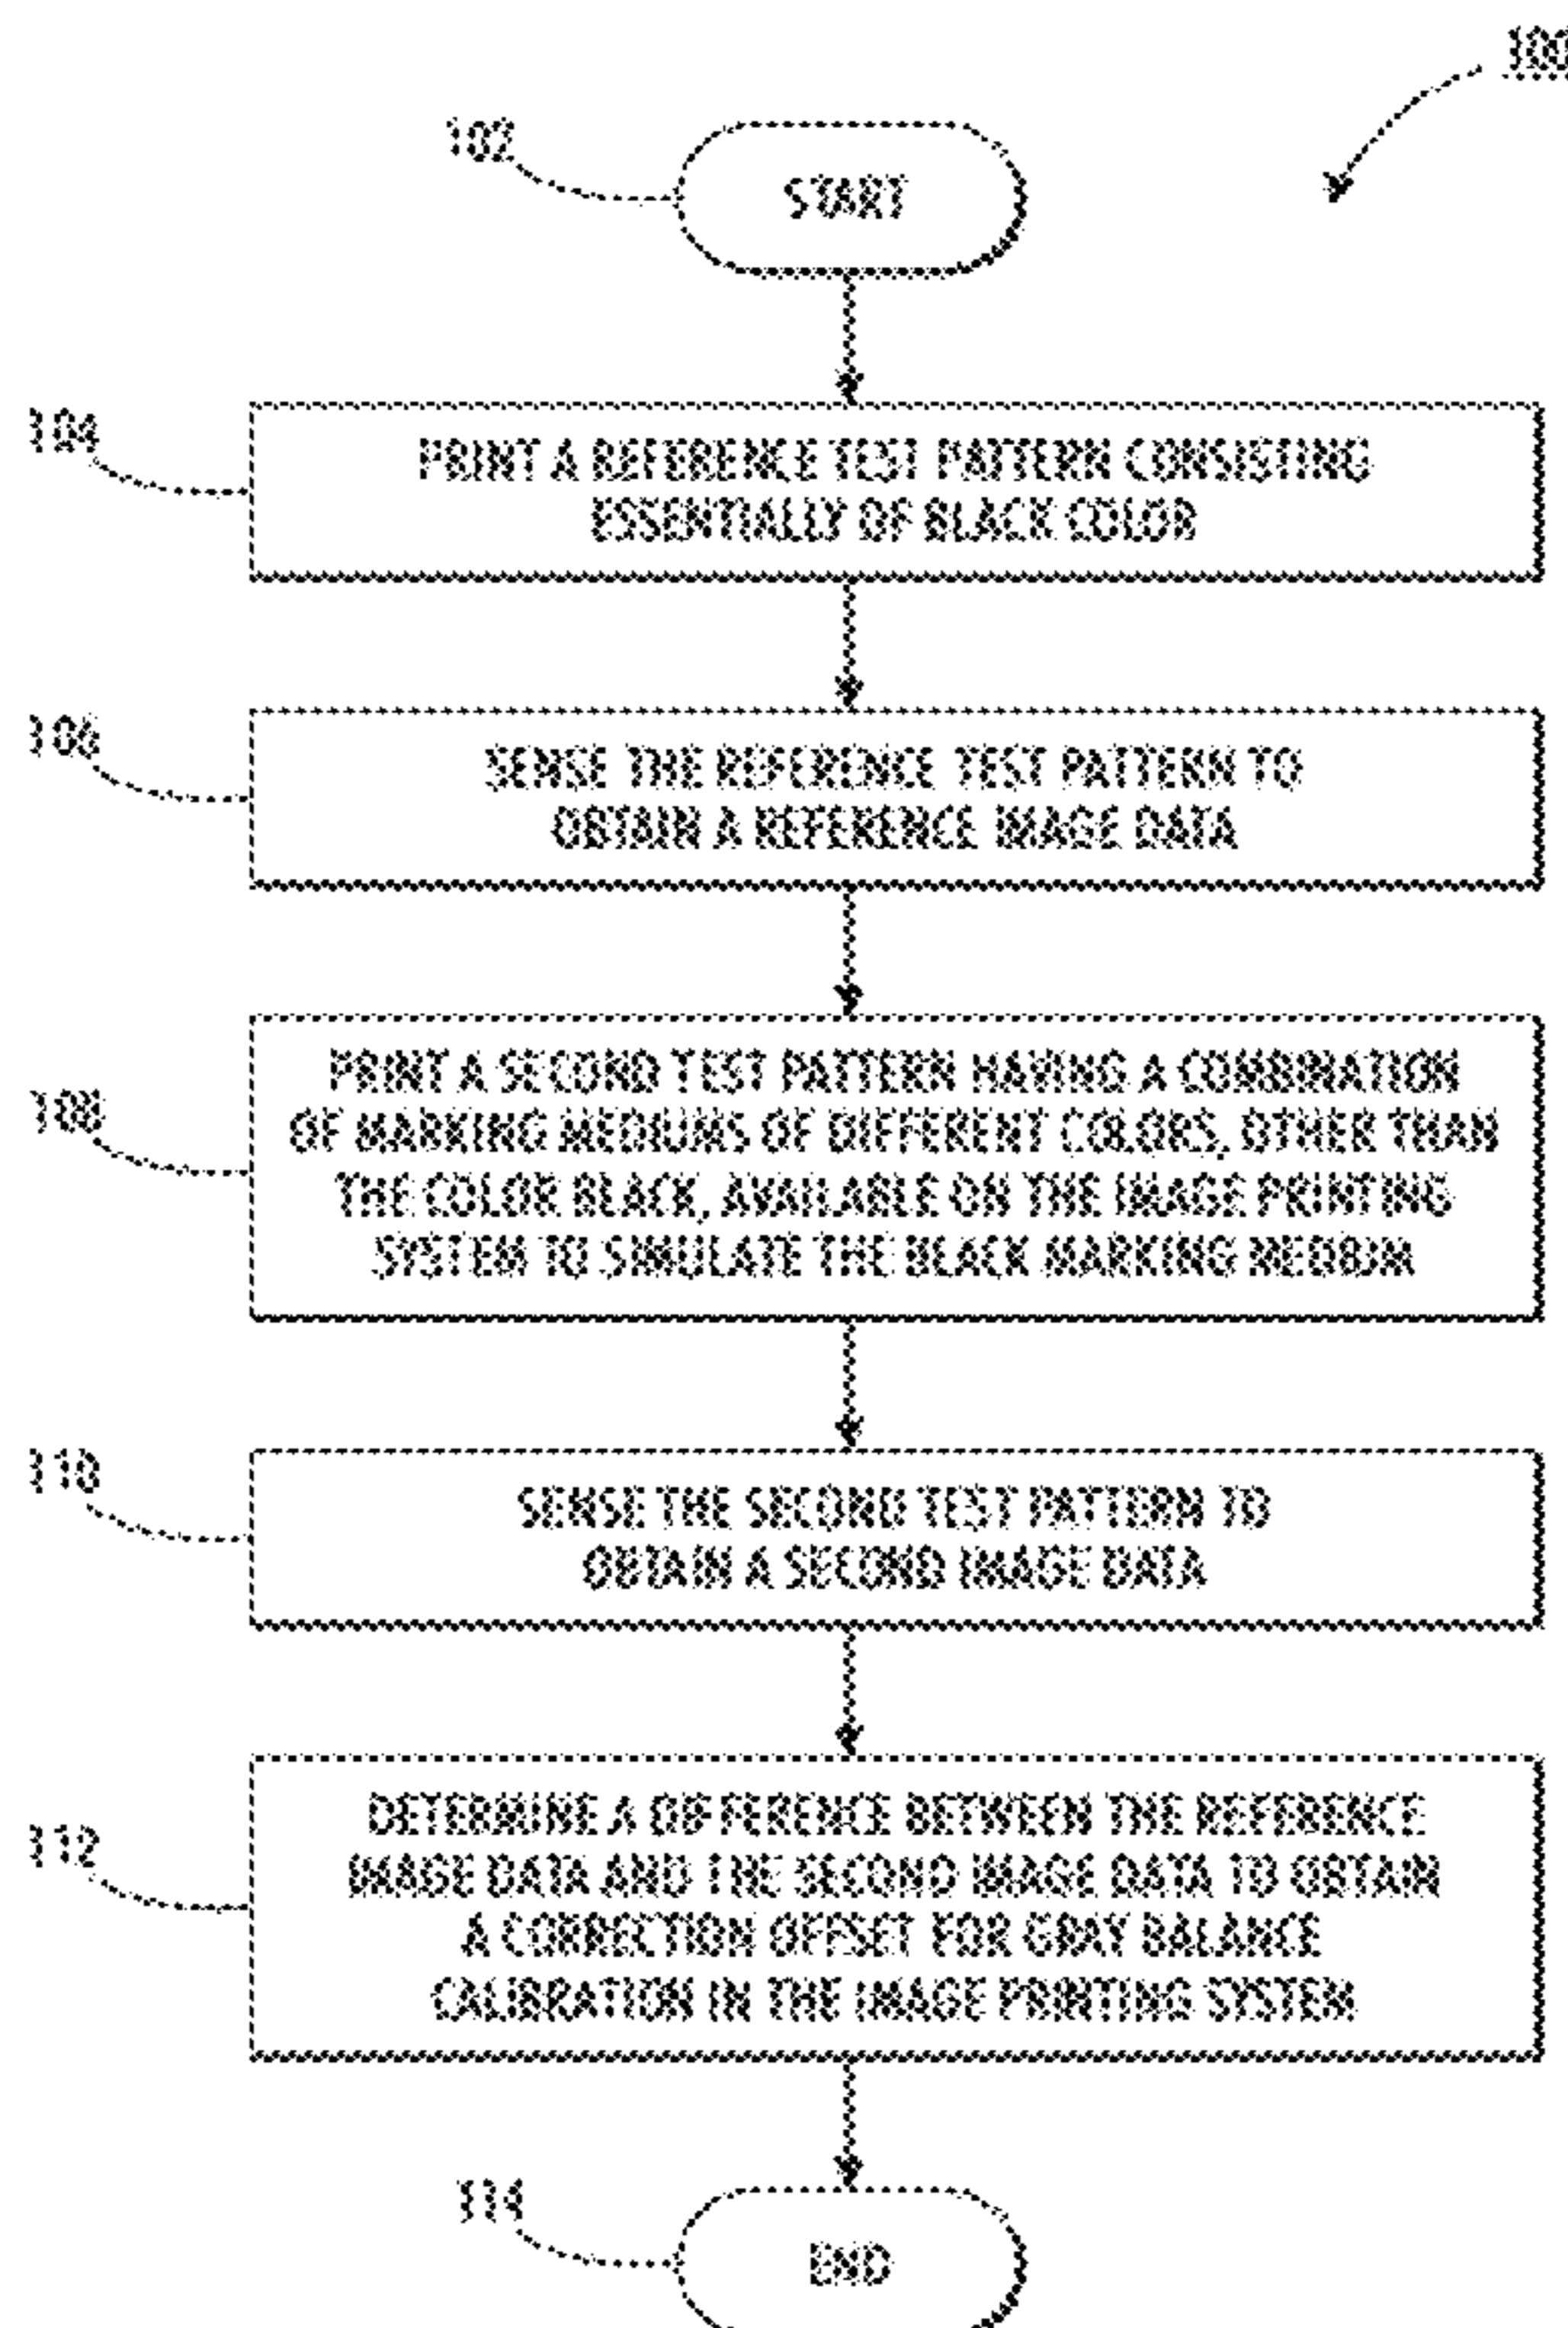 100
102
START
104
PRINT A REFERENCE TEST PATTERN CONSISTING
ESSENTIALLY OF BLACK COLOR
106
SENSE THE REFERENCE TEST PATTERN TO
OBTAIN A REFERENCE IMAGE DATA
108
PRINT A SECOND TEST PATTERN HAVING A COMBINATION
OF MARKING MEDIUMS OF DIFFERENT COLORS, OTHER THAN
THE COLOR BLACK, AVAILABLE ON THE IMAGE PRINTING
SYSTEM TO SIMULATE THE BLACK MARKING MEDIUM
110
SENSE THE SECOND TEST PATTERN TO
OBTAIN A SECOND IMAGE DATA
112
DETERMINE A DIFFERENCE BETWEEN THE REFERENCE
IMAGE DATA AND THE SECOND IMAGE DATA TO OBTAIN
A CORRECTION OFFSET FOR GRAY BALANCE
CALIBRATION IN THE IMAGE PRINTING SYSTEM
114
END